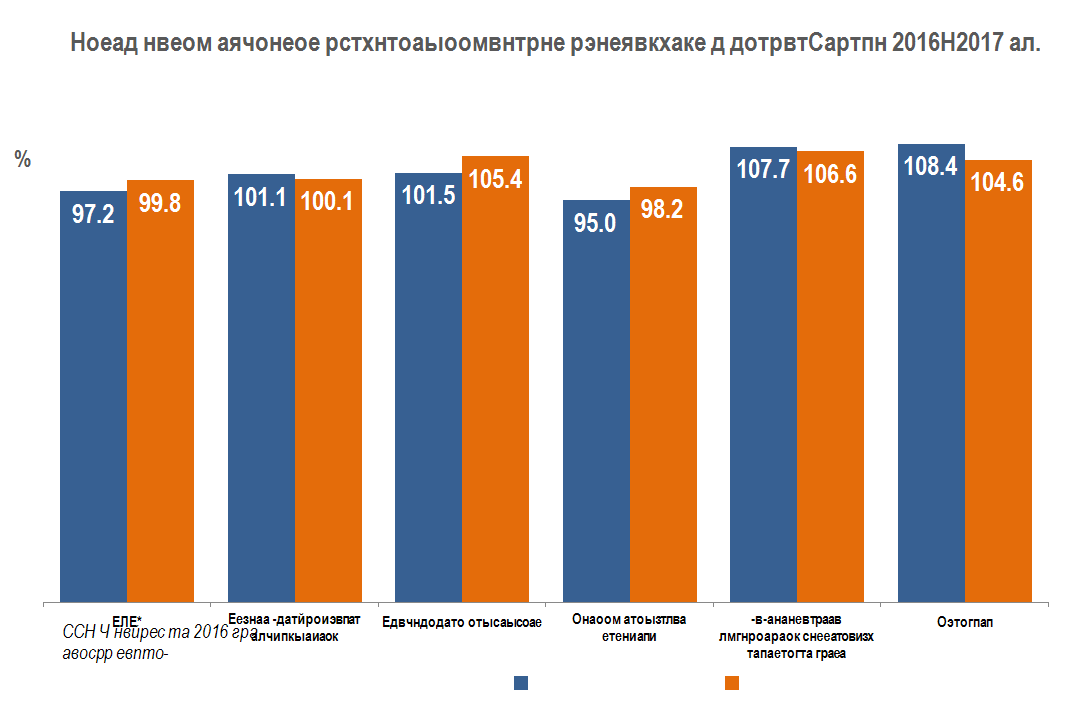 Ноеад нвеом аячонеое рстхнтоаыоомвнтрне рэнеявкхаке д дотрвтСартпн 2016Н2017 ал.
%
97.2
99.8
101.1
100.1
101.5
105.4
95.0
98.2
107.7
106.6
108.4
104.6
ЕЛЕ*
Еезнаа -датйроиэвпат
алчипкыаиаок
Едвчндодато отысаысоае
Онаоом атоызтлва
етениапи
-в-ананевтраав
лмгнроараок снееатовизх
тапаетогта граеа
Оэтогпап
ССН Ч нвирес та 2016 гра
авосрр евпто-